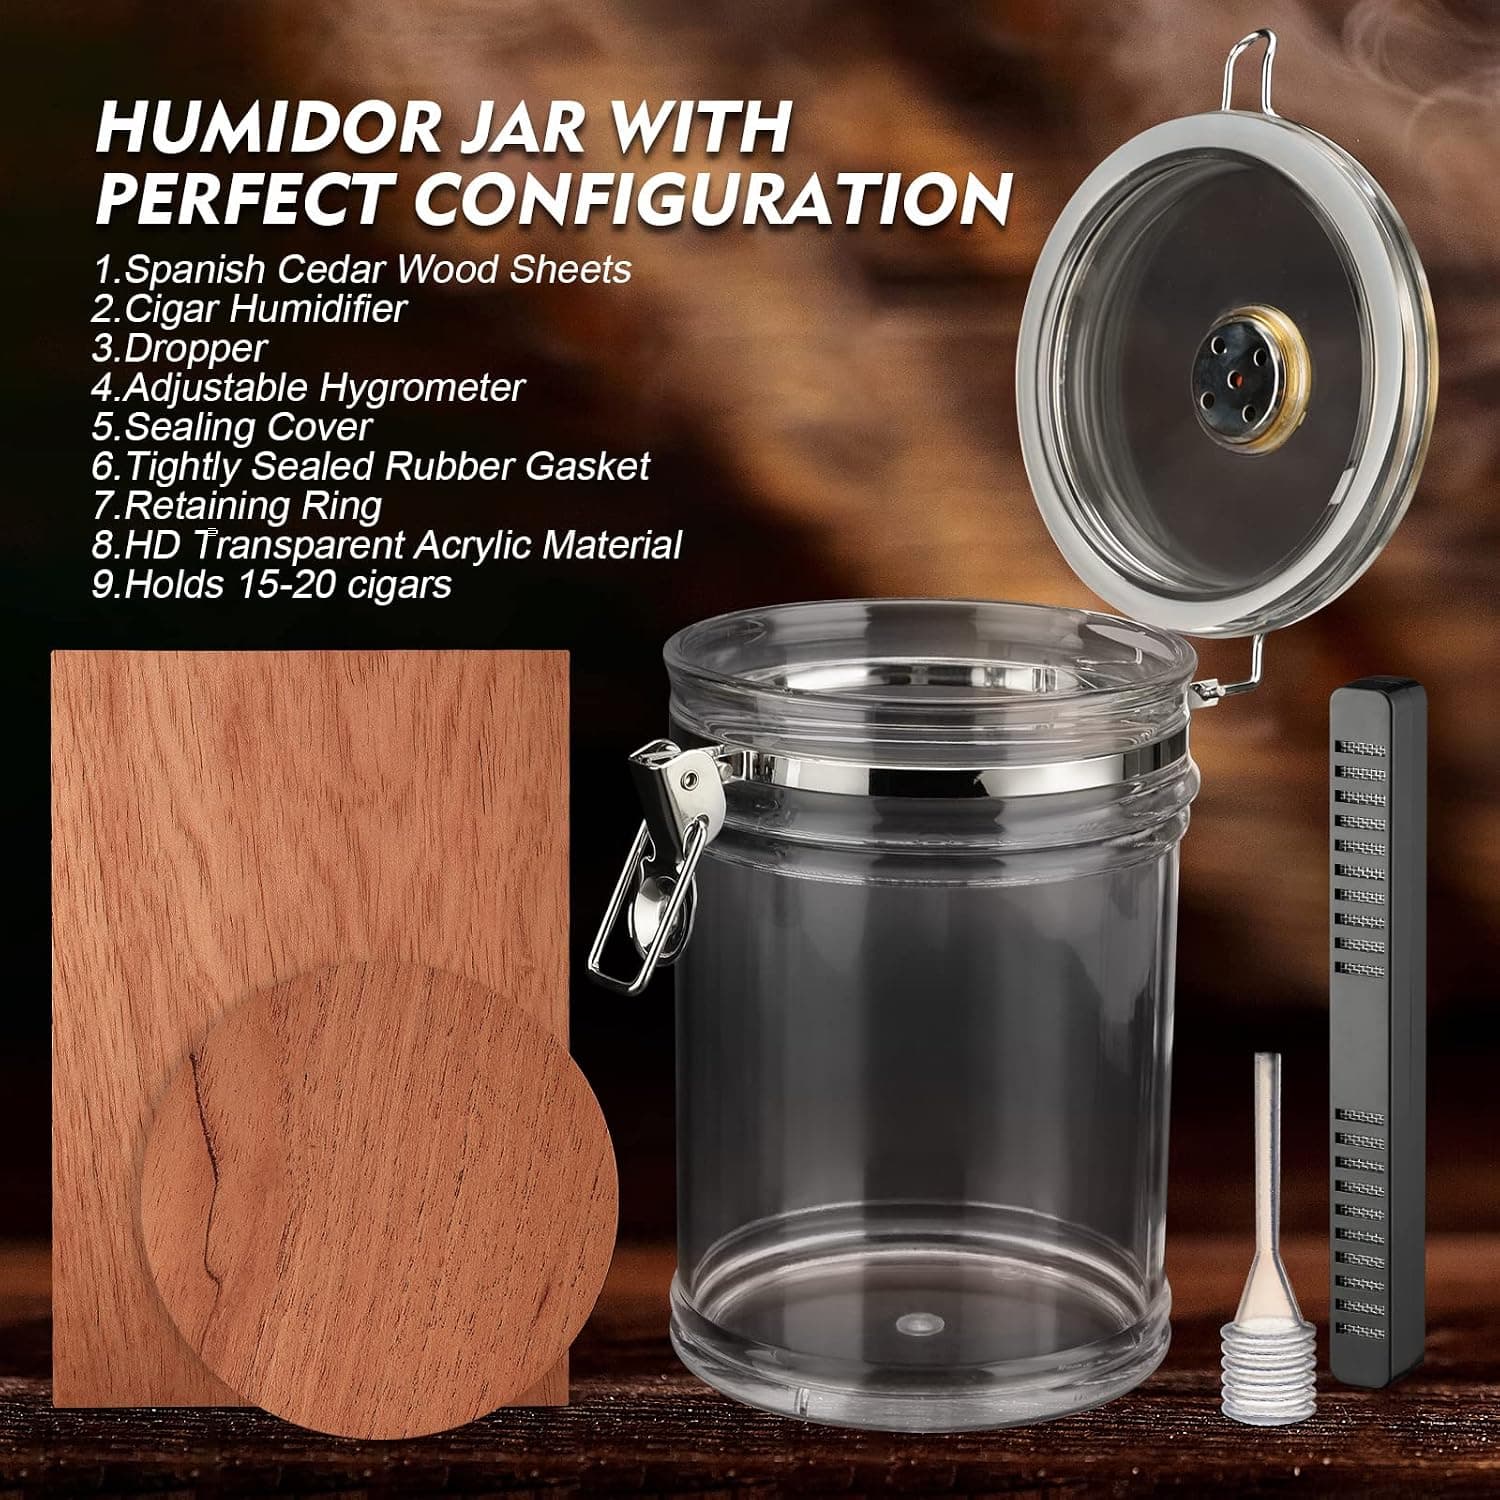 HUMIDOR JAR WITH
PERFECT CONFIGURATION
1.Spanish Cedar Wood Sheets
2.Cigar Humidifier
3.Dropper
4.Adjustable Hygrometer
5.Sealing Cover
6.Tightly Sealed Rubber Gasket
7.Retaining Ring
8.HD Transparent Acrylic Material
9.Holds 15-20 cigars